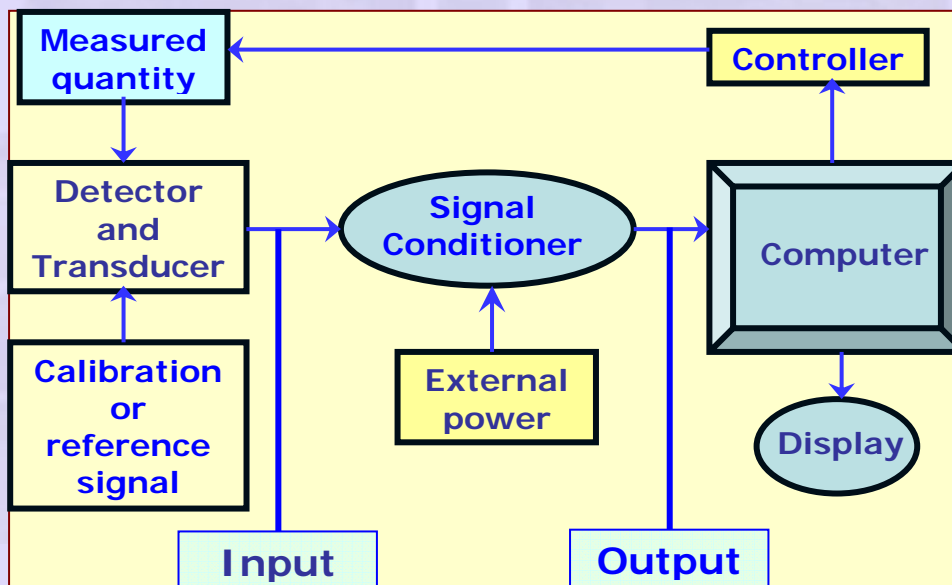 Measured
quantity
Controller
Detector
and
Transducer
Signal
Conditioner
Computer
Calibration
or
reference
signal
External
power
Display
Input
Output